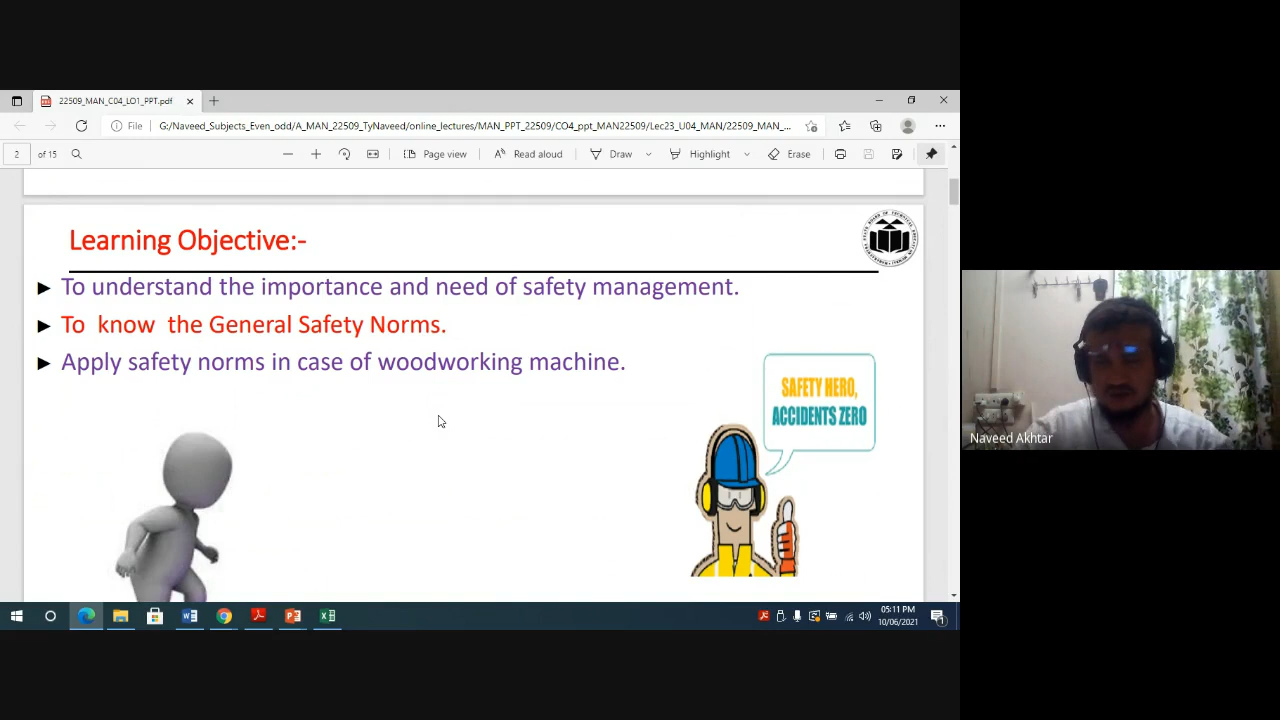 22509_MAN_C04_LO1_PPT.pdf
File
G:/Naveed_Subjects_Even_odd/A_MAN_22509_TyNaveed/online_lectures/MAN_PPT_22509/CO4_ppt_MAN22509/Lec23_U04_MAN/22509_MAN_...
2 of 15
Page view
Read aloud
Draw
Highlight
Erase
Learning Objective:-
To understand the importance and need of safety management.
To know the General Safety Norms.
Apply safety norms in case of woodworking machine.
SAFETY HERO,
ACCIDENTS ZERO
Naveed Akhtar
05:11 PM
10/06/2021